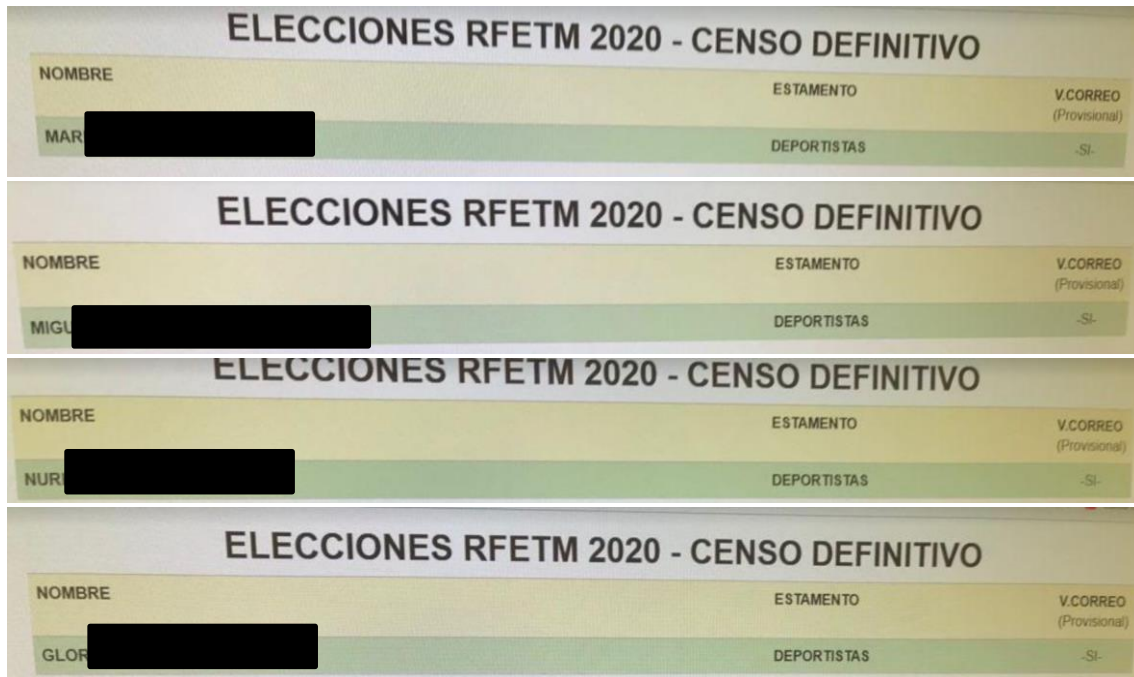 ELECCIONES RFETM 2020 - CENSO DEFINITIVO
NOMBRE ESTAMENTO V.CORREO
(Provisional)
MAR DEPORTISTAS -SI-
ELECCIONES RFETM 2020 - CENSO DEFINITIVO
NOMBRE ESTAMENTO V.CORREO
(Provisional)
MIGU DEPORTISTAS -SI-
ELECCIONES RFETM 2020 - CENSO DEFINITIVO
NOMBRE ESTAMENTO V.CORREO
(Provisional)
NUR DEPORTISTAS -SI-
ELECCIONES RFETM 2020 - CENSO DEFINITIVO
NOMBRE ESTAMENTO V.CORREO
(Provisional)
GLOR DEPORTISTAS -SI-